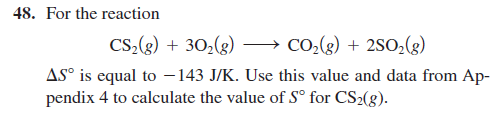 48. For the reaction
CS₂(g) + 3O₂(g) ⟶ CO₂(g) + 2SO₂(g)
ΔS° is equal to −143 J/K. Use this value and data from Ap-
pendix 4 to calculate the value of S° for CS₂(g).